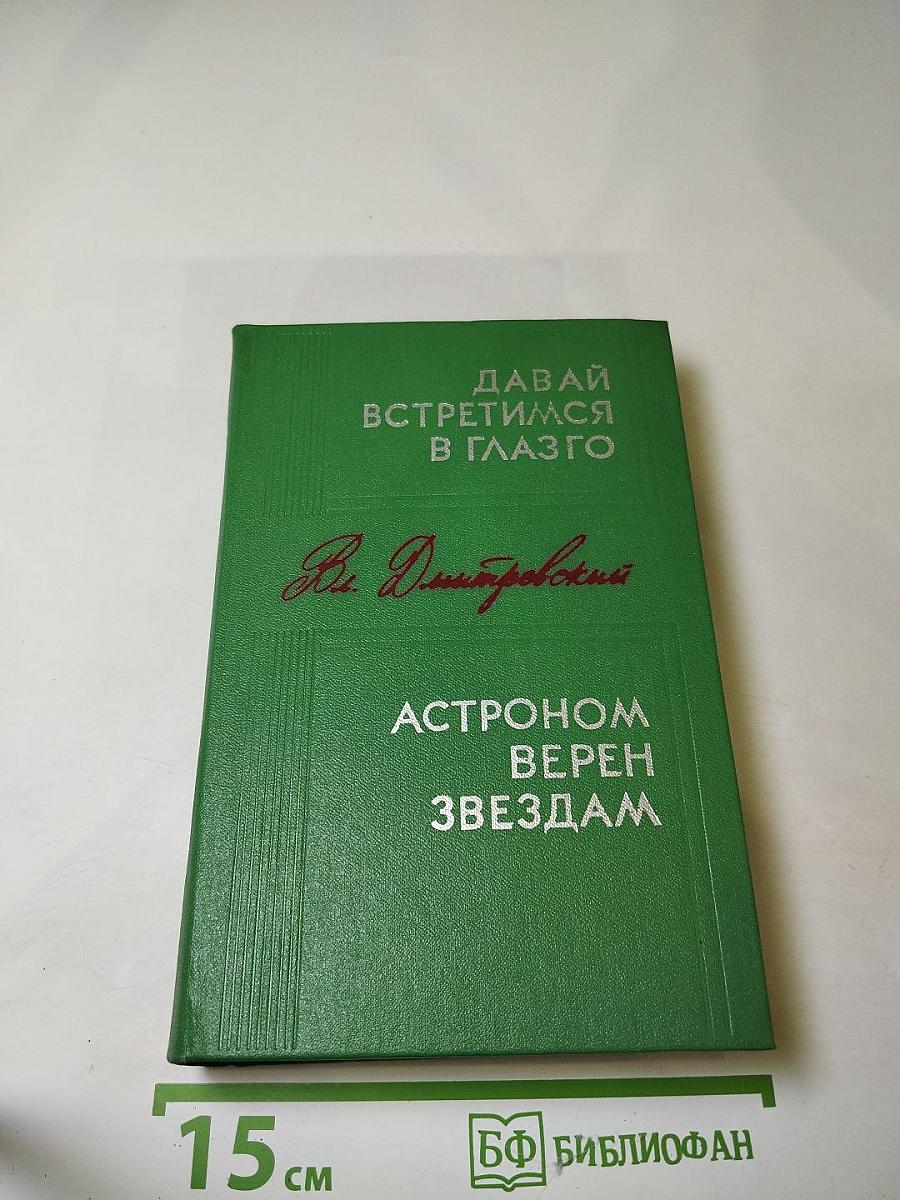 ДАВАЙ
ВСТРЕТИМСЯ
В ГЛАЗГО
Вл. Дмитревский
АСТРОНОМ
ВЕРЕН
ЗВЕЗДАМ
15 см
БФ БИБЛИОФАН